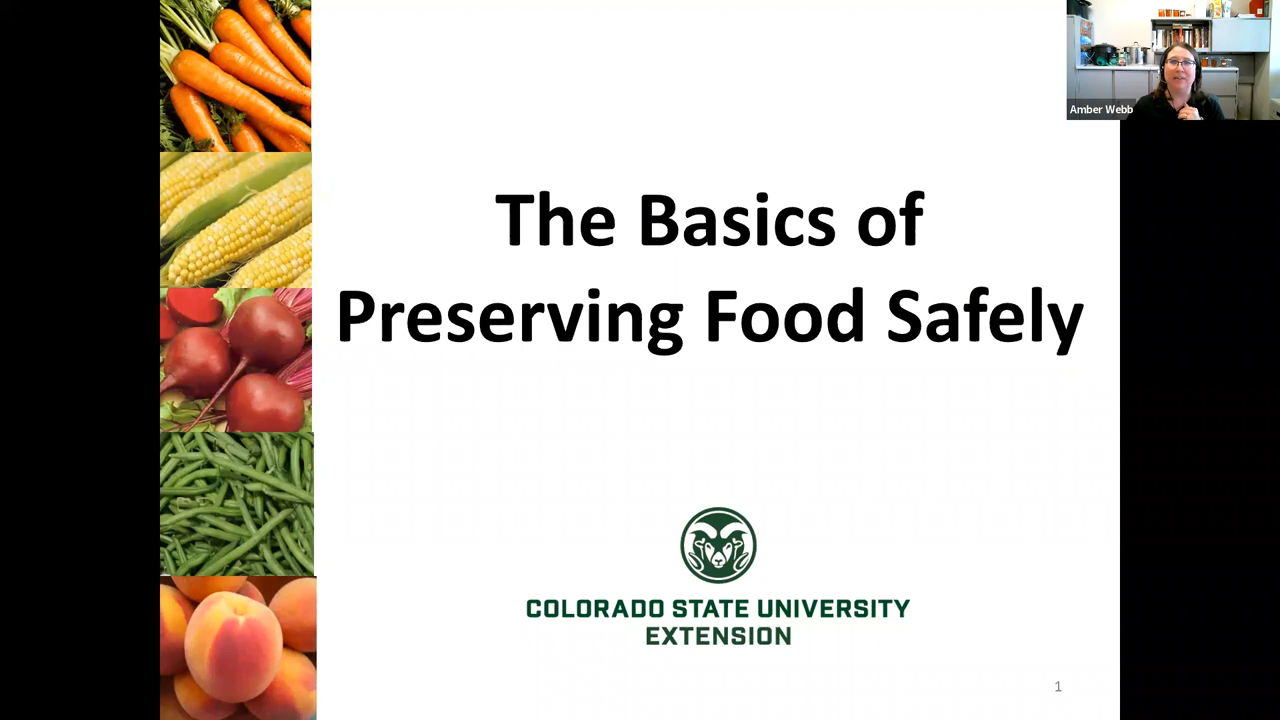 Amber Webb
The Basics of
Preserving Food Safely
COLORADO STATE UNIVERSITY
EXTENSION
1